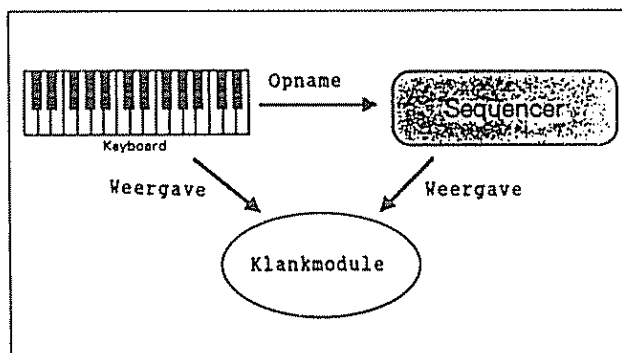 Opname
Sequencer
Keyboard
Weergave
Weergave
Klankmodule